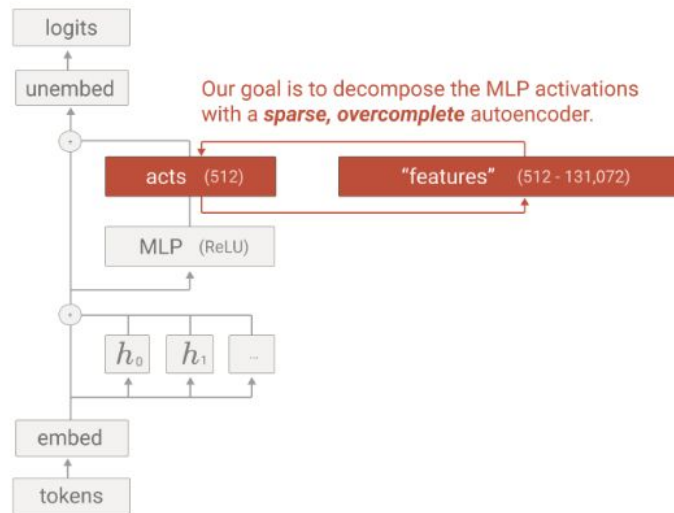 logits
unembed
Our goal is to decompose the MLP activations
with a sparse, overcomplete autoencoder.
+
acts (512)
“features” (512 - 131,072)
MLP (ReLU)
+
h0 h1 ...
embed
tokens